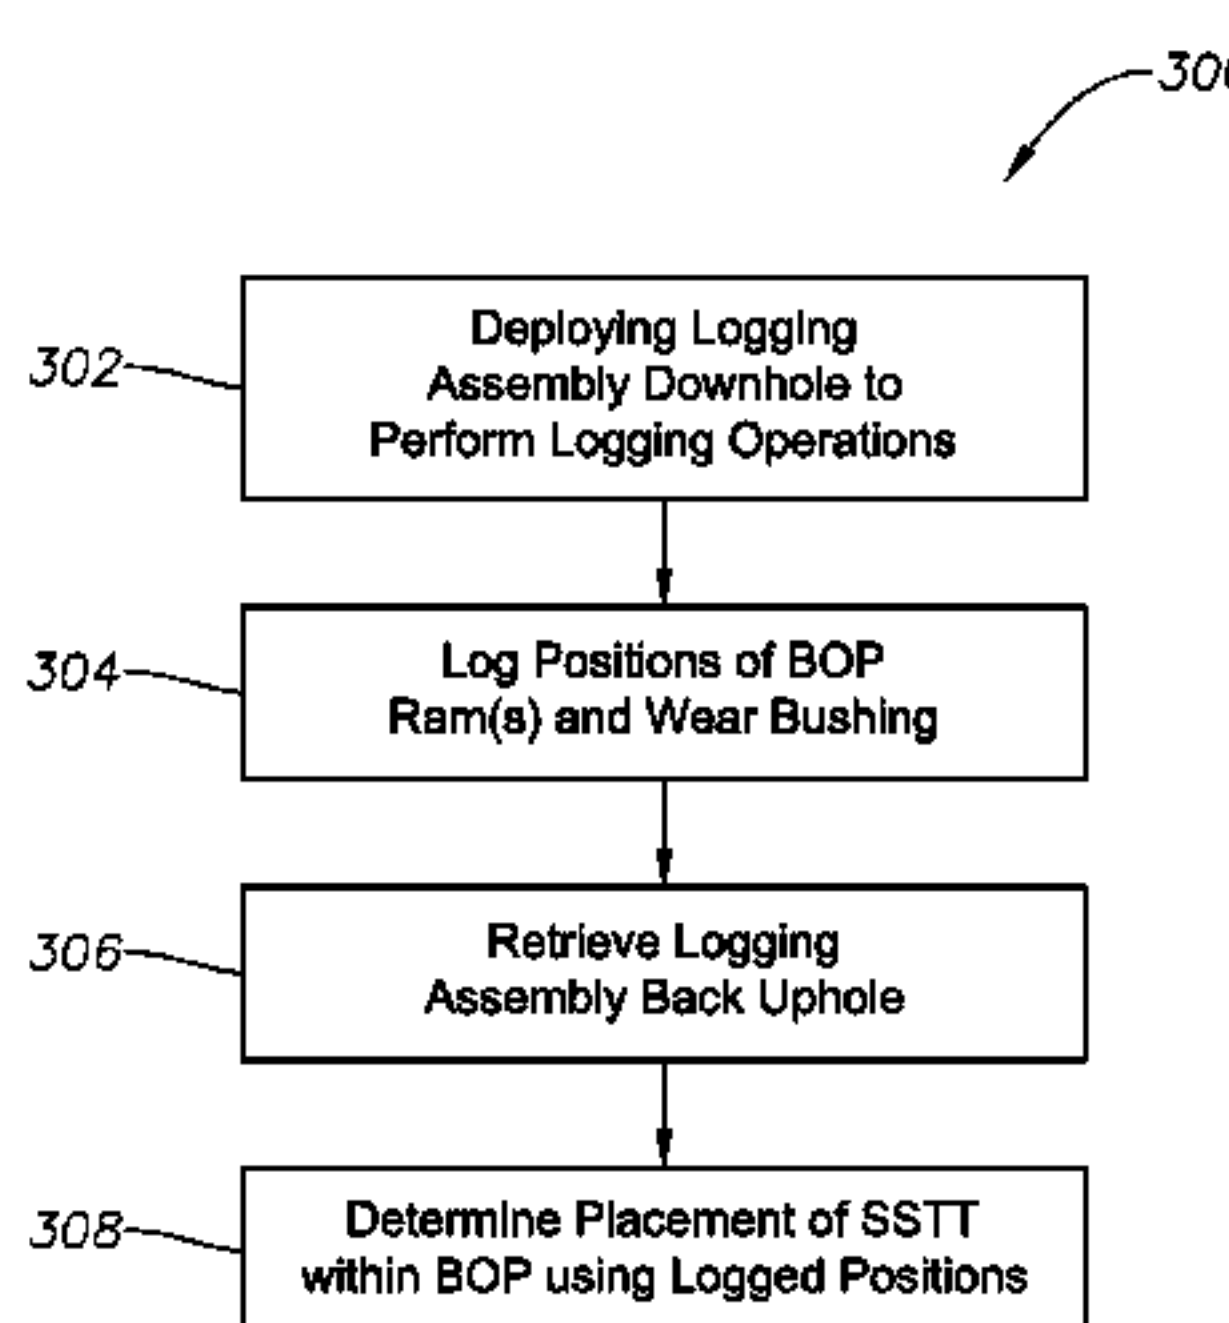 302
Deploying Logging
Assembly Downhole to
Perform Logging Operations
304
Log Positions of BOP
Ram(s) and Wear Bushing
306
Retrieve Logging
Assembly Back Uphole
308
Determine Placement of SSTT
within BOP using Logged Positions